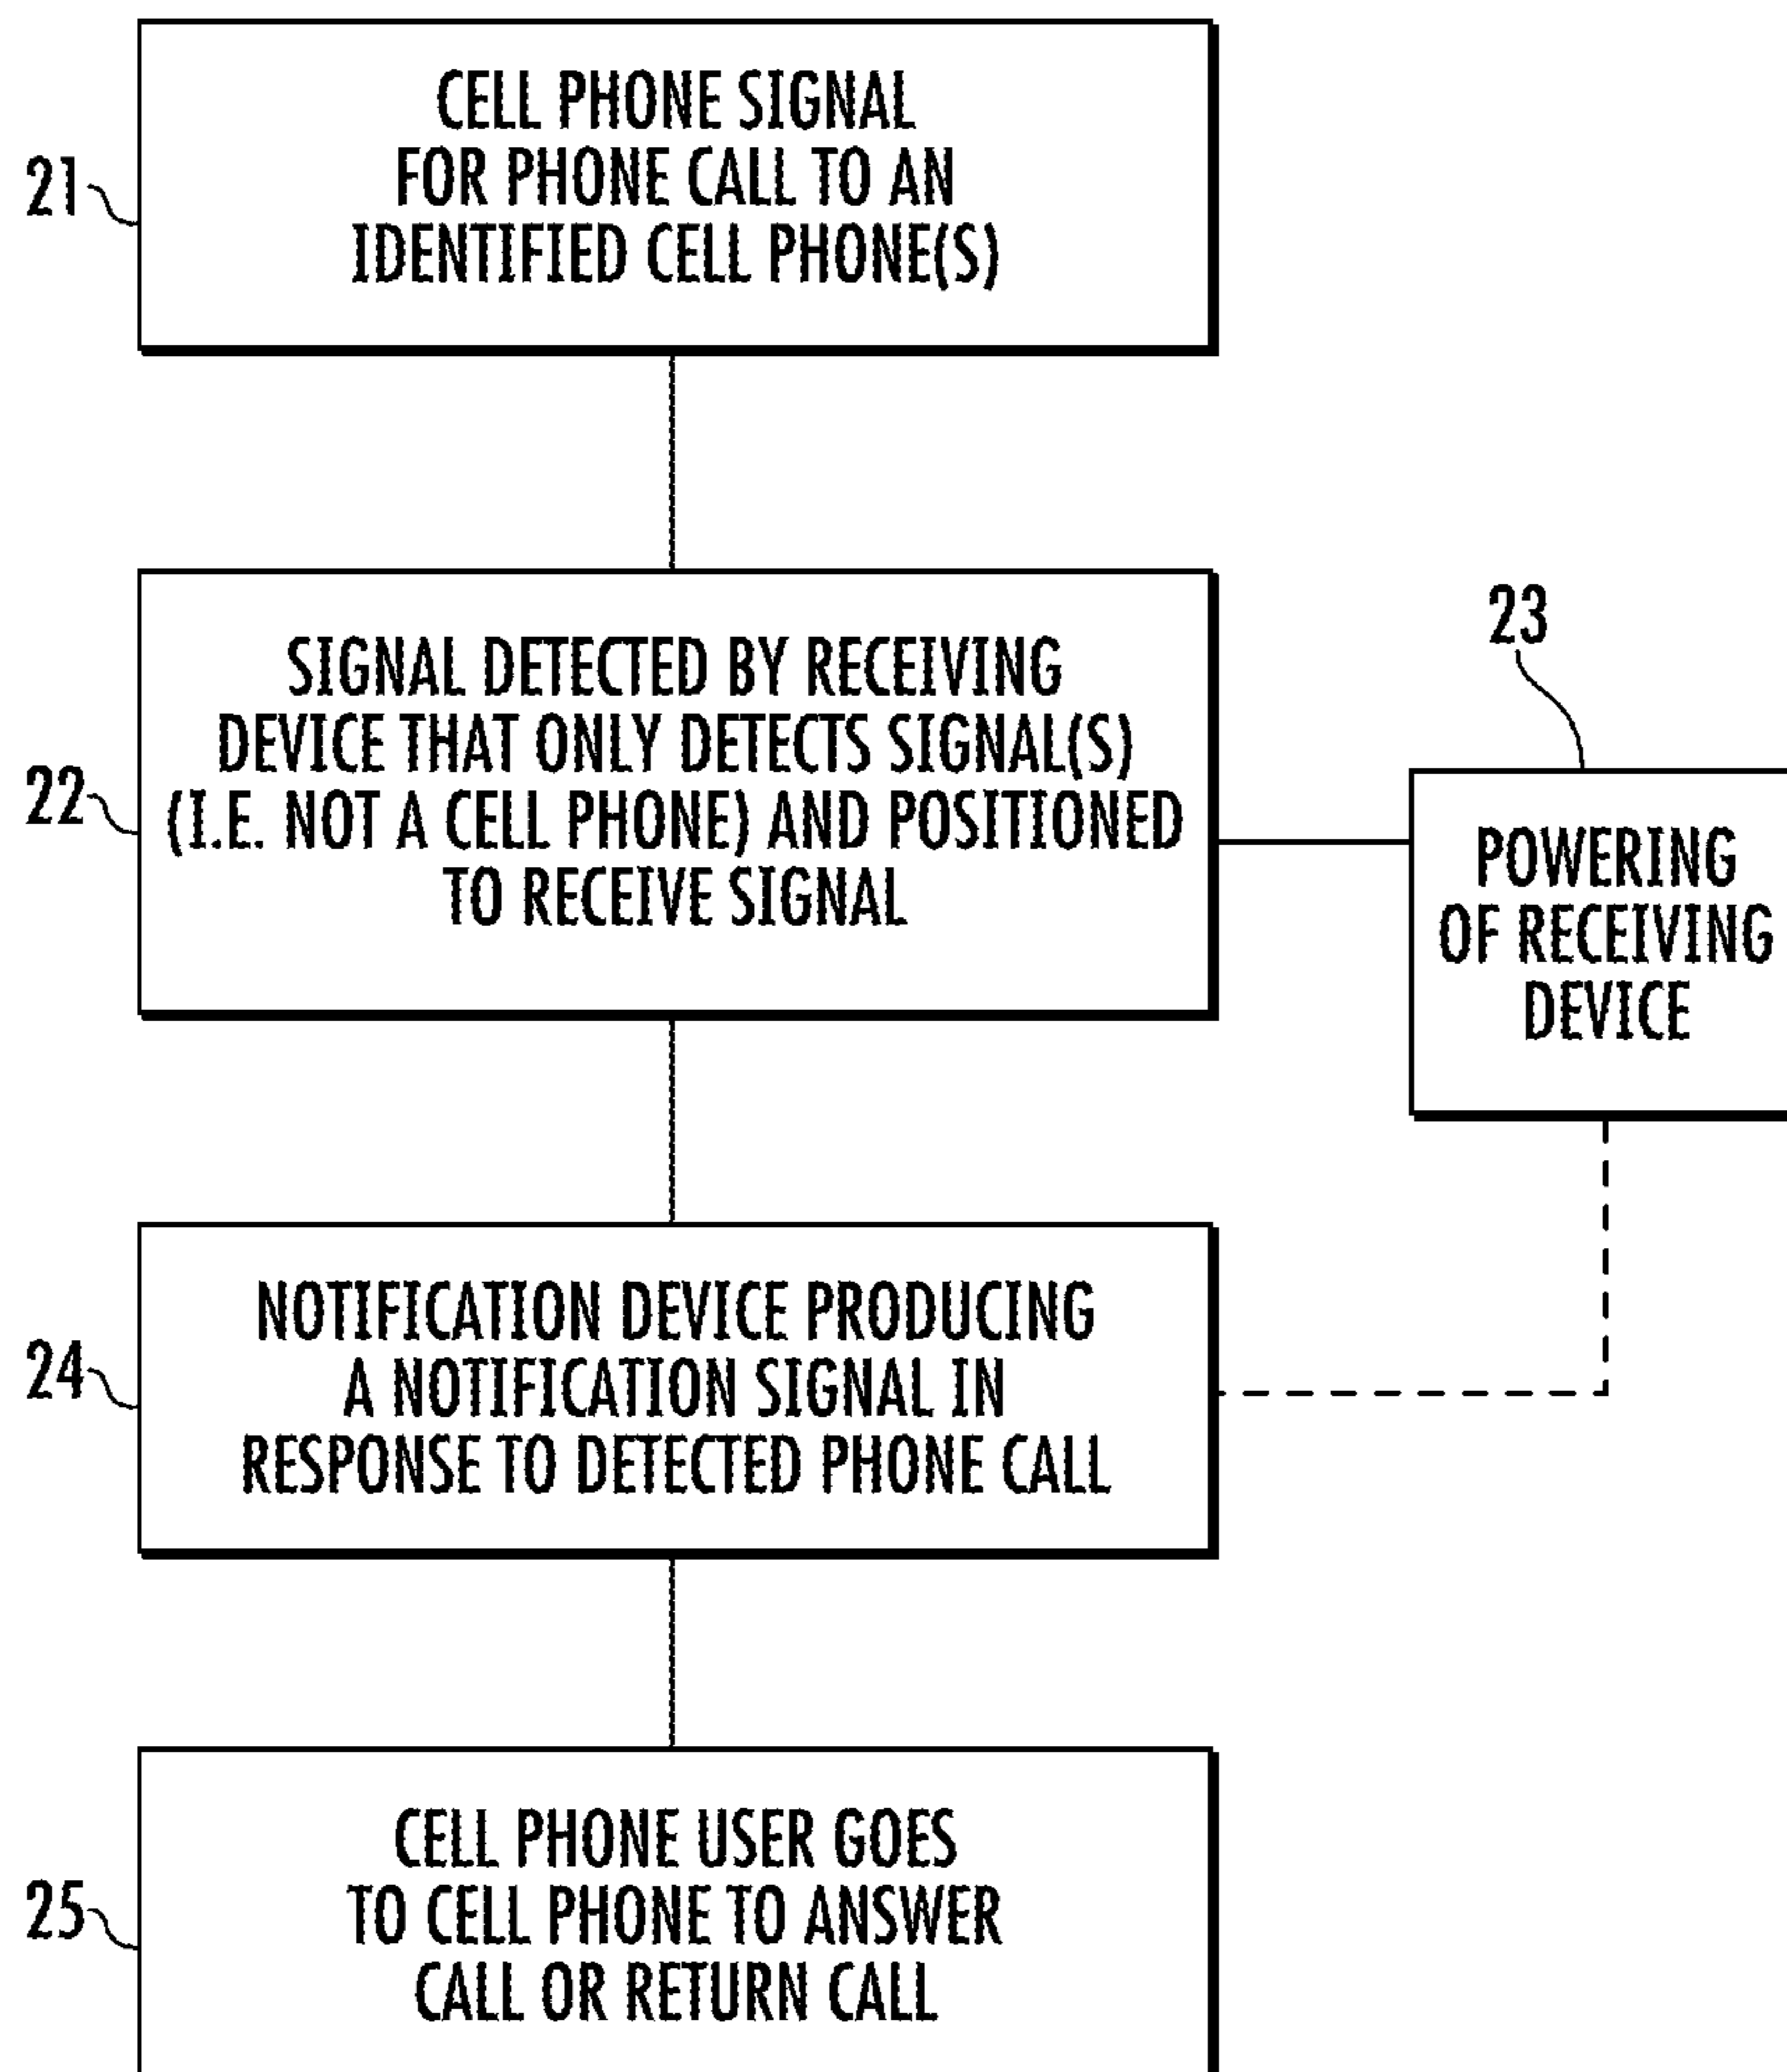 21
CELL PHONE SIGNAL
FOR PHONE CALL TO AN
IDENTIFIED CELL PHONE(S)
22
SIGNAL DETECTED BY RECEIVING
DEVICE THAT ONLY DETECTS SIGNAL(S)
(I.E. NOT A CELL PHONE) AND POSITIONED
TO RECEIVE SIGNAL
23
POWERING
OF RECEIVING
DEVICE
24
NOTIFICATION DEVICE PRODUCING
A NOTIFICATION SIGNAL IN
RESPONSE TO DETECTED PHONE CALL
25
CELL PHONE USER GOES
TO CELL PHONE TO ANSWER
CALL OR RETURN CALL